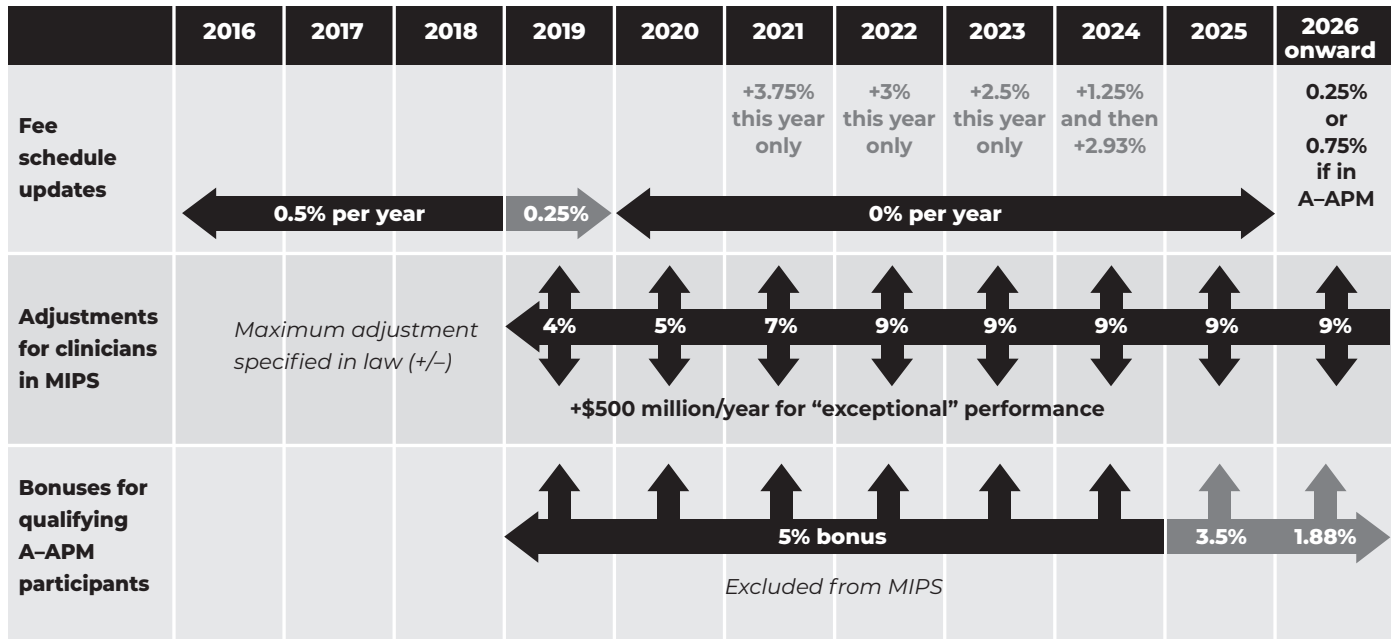 2016 2017 2018 2019 2020 2021 2022 2023 2024 2025 2026
onward
Fee
schedule
updates
+3.75%
this year
only
+3%
this year
only
+2.5%
this year
only
+1.25%
and then
+2.93%
0.25%
or
0.75%
if in
A–APM
0.5% per year 0.25% 0% per year
Adjustments
for clinicians
in MIPS
Maximum adjustment
specified in law (+/–)
4% 5% 7% 9% 9% 9% 9% 9%
+$500 million/year for “exceptional” performance
Bonuses for
qualifying
A–APM
participants
5% bonus 3.5% 1.88%
Excluded from MIPS